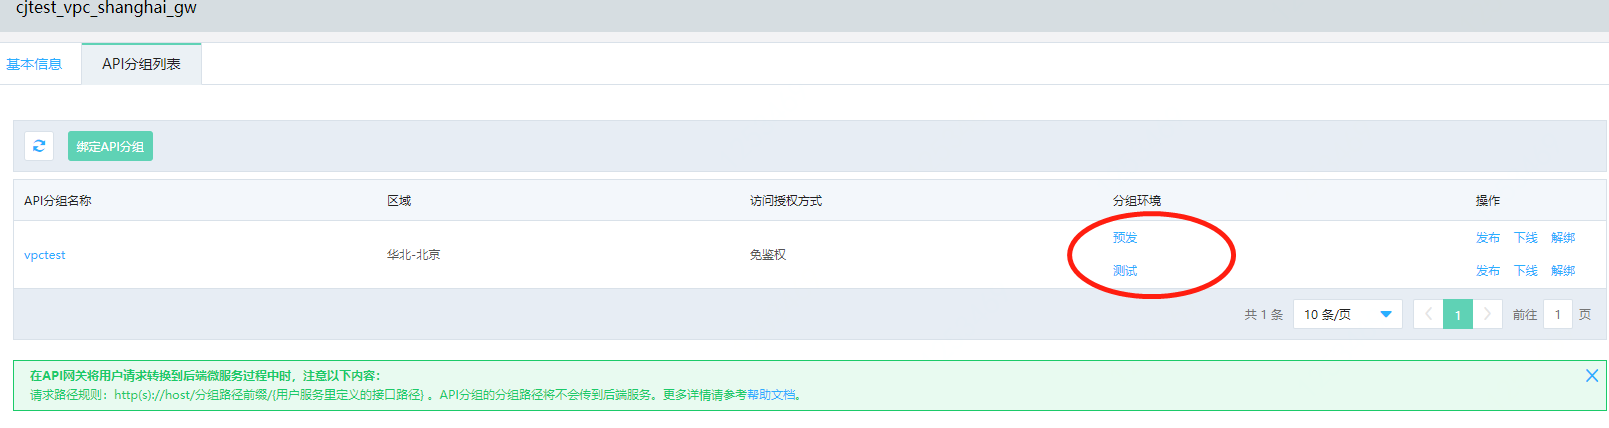 cjtest_vpc_shanghai_gw
基本信息 API分组列表
绑定API分组
API分组名称 区域 访问授权方式 分组环境 操作
vpctest 华北-北京 免鉴权 预发 发布 下线 解绑
测试 发布 下线 解绑
共 1 条 10 条/页 1 前往 1 页
在API网关将用户请求转换到后端微服务过程中时，注意以下内容：
请求路径规则：http(s)://host/分组路径前缀/{用户服务里定义的接口路径} 。API分组的分组路径将不会传到后端服务。更多详情请参考帮助文档。